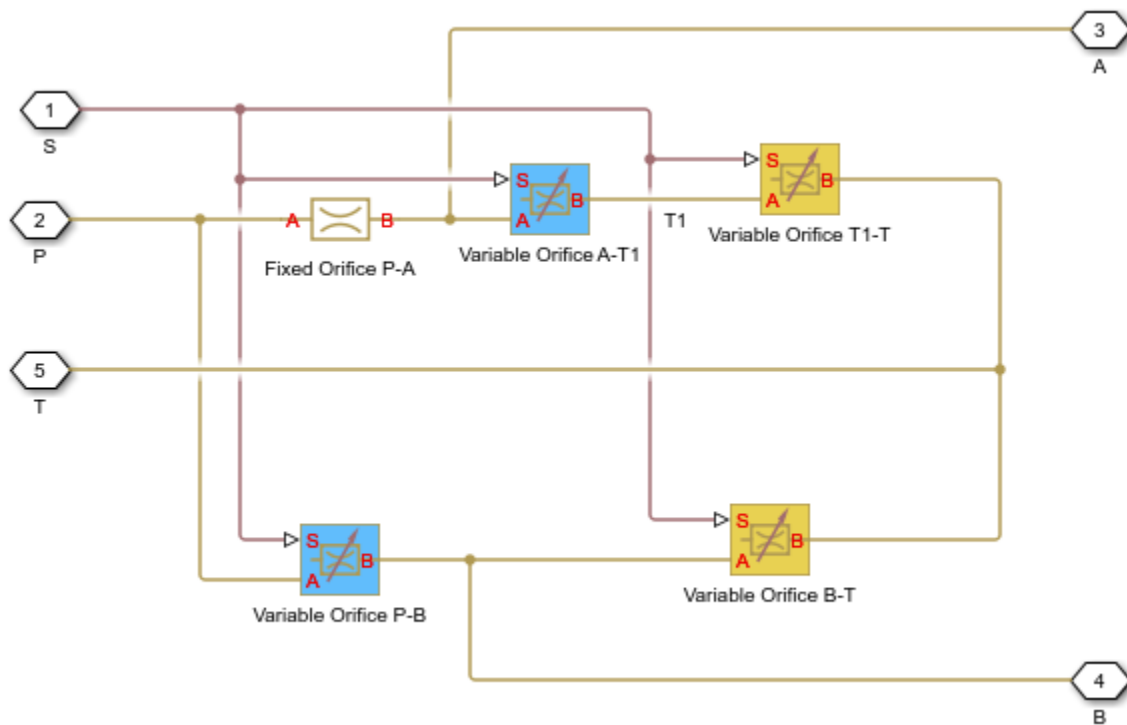 3
A
1
S
S
S
B
A
B
A
2
P
A
B
T1
Variable Orifice T1-T
Variable Orifice A-T1
Fixed Orifice P-A
5
T
S
B
A
S
B
A
Variable Orifice B-T
Variable Orifice P-B
4
B